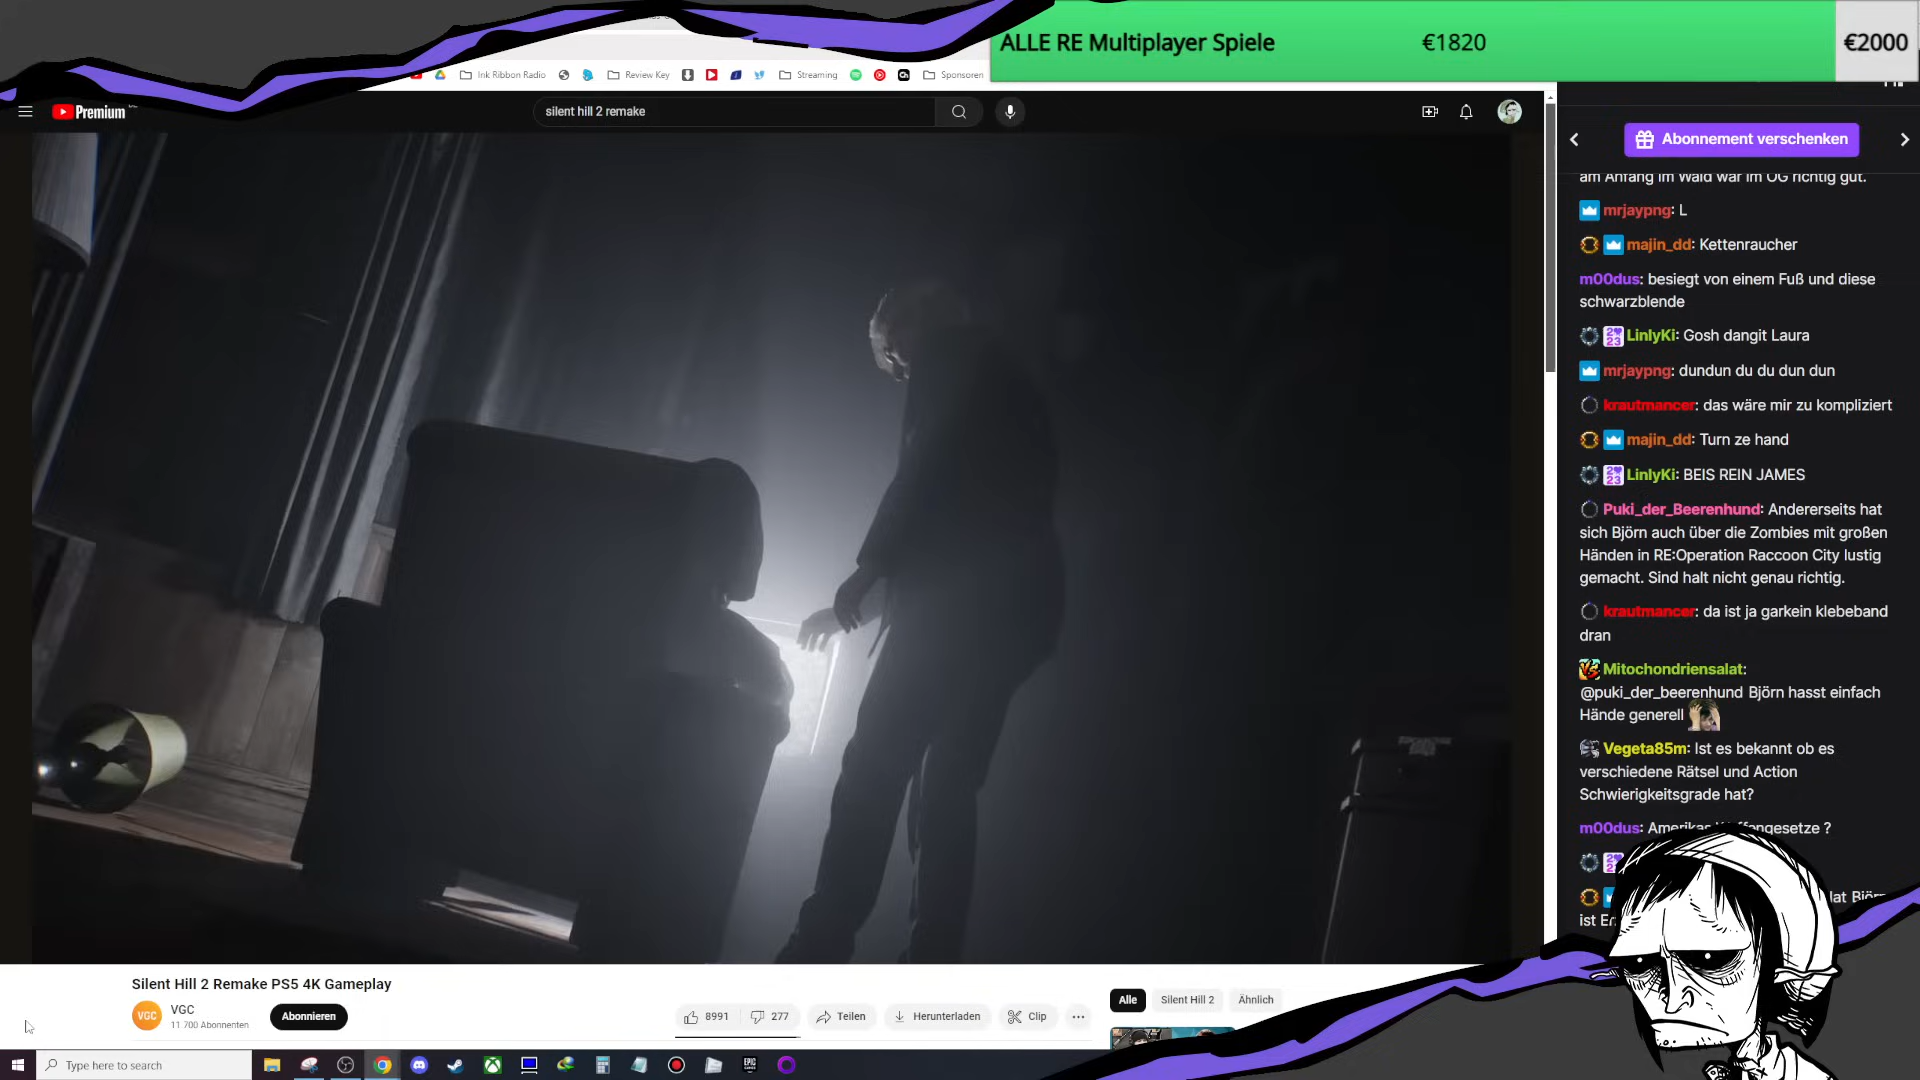 ALLE RE Multiplayer Spiele €1820 €2000
Ink Ribbon Radio Review Key Streaming Sponsoren
Premium
silent hill 2 remake
Abonnement verschenken
am Anfang im Wald war im OG richtig gut.
mrjaypng: L
majin_dd: Kettenraucher
m00dus: besiegt von einem Fuß und diese
schwarzblende
LinlyKi: Gosh dangit Laura
mrjaypng: dundun du du dun dun
krautmancer: das wäre mir zu kompliziert
majin_dd: Turn ze hand
LinlyKi: BEIS REIN JAMES
Puki_der_Beerenhund: Andererseits hat
sich Björn auch über die Zombies mit großen
Händen in RE:Operation Raccoon City lustig
gemacht. Sind halt nicht genau richtig.
krautmancer: da ist ja garkein klebeband
dran
Mitochondriensalat:
@puki_der_beerenhund Björn hasst einfach
Hände generell
Vegeta85m: Ist es bekannt ob es
verschiedene Rätsel und Action
Schwierigkeitsgrade hat?
m00dus: Amerikas Waffengesetze ?
ist
Silent Hill 2 Remake PS5 4K Gameplay
VGC
VGC
11 700 Abonnenten
Abonnieren
8991
277
Teilen
Herunterladen
Clip
Alle
Silent Hill 2
Ähnlich
Type here to search
EPIC